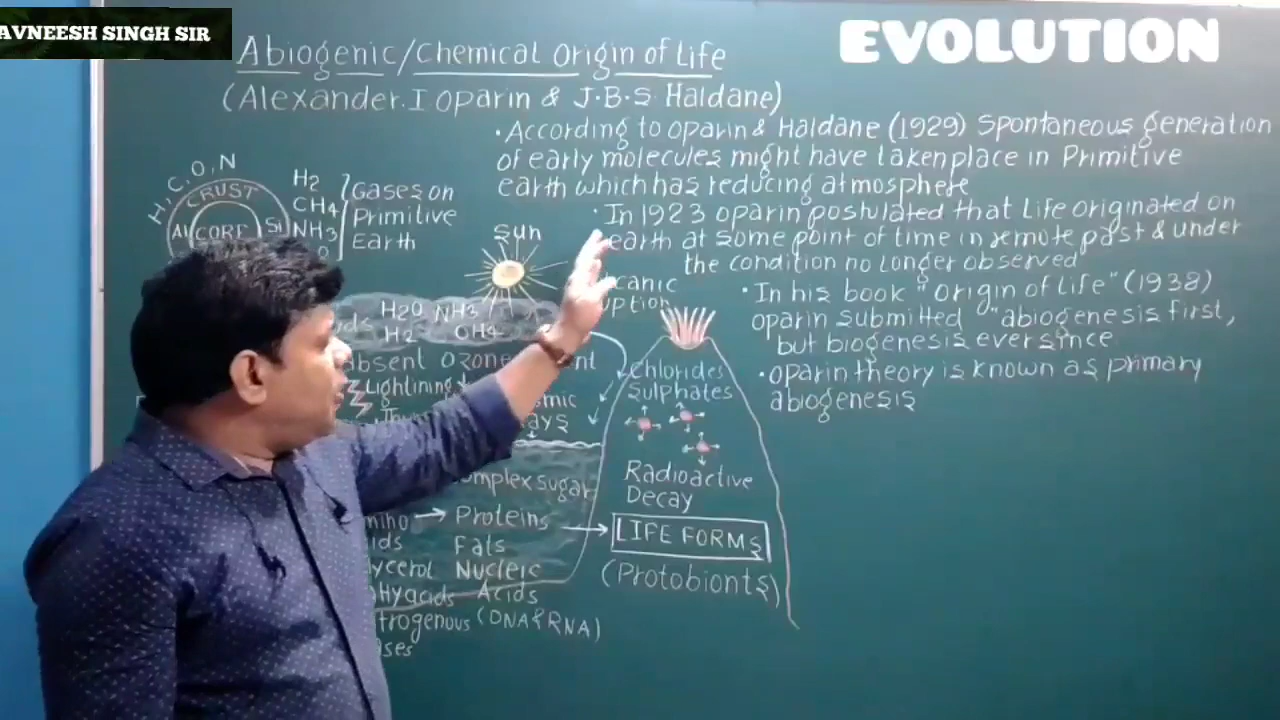 AVNEESH SINGH SIR
EVOLUTION
Abiogenic/Chemical Origin of Life
(Alexander.I oparin & J.B.S. Haldane)
• According to oparin & Haldane (1929) Spontaneous generation
of early molecules might have taken place in Primitive
earth which has reducing atmosphere
• In 1923 oparin postulated that Life originated on
earth at some point of time in remote past & under
the condition no longer observed
• In his book "origin of life" (1938)
oparin submitted "abiogenesis first,
but biogenesis ever since
• oparin theory is known as primary
abiogenesis
H, C, O, N
CRUST
CORE
Si
H2
CH4
NH3
Gases on
Primitive
Earth
Sun
H2O NH3
H2 CH4
absent ozone
Lightining
Chlorides
Sulphates
Radioactive
Decay
Complex sugar
→ Proteins → LIFE FORMS
Fats
(Protobionts)
Nucleic
Acids
(DNA & RNA)